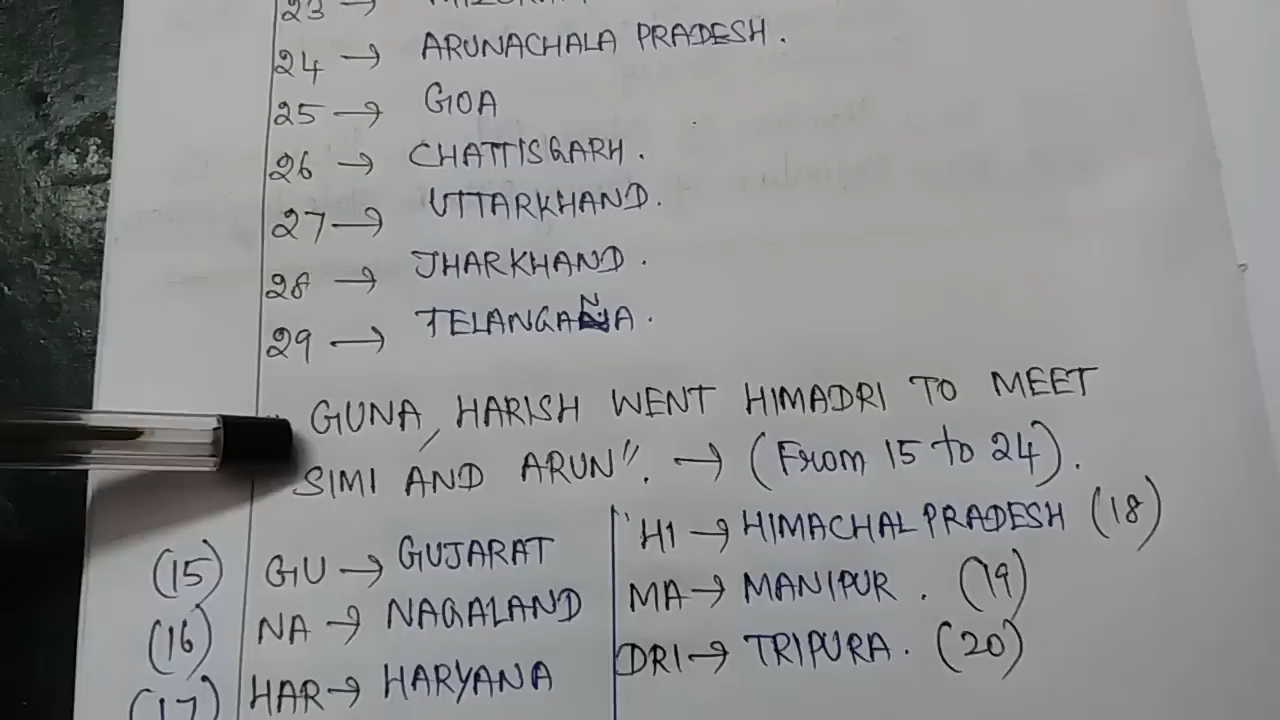 23 →
24 → ARUNACHALA PRADESH.
25 → GOA
26 → CHATTISGARH.
27 → UTTARKHAND.
28 → JHARKHAND.
29 → TELANGANA.
" GUNA, HARISH WENT HIMADRI TO MEET
SIMI AND ARUN". → (From 15 to 24).
(15) GU → GUJARAT
(16) NA → NAGALAND
(17) HAR → HARYANA
HI → HIMACHAL PRADESH (18)
MA → MANIPUR. (19)
DRI → TRIPURA. (20)